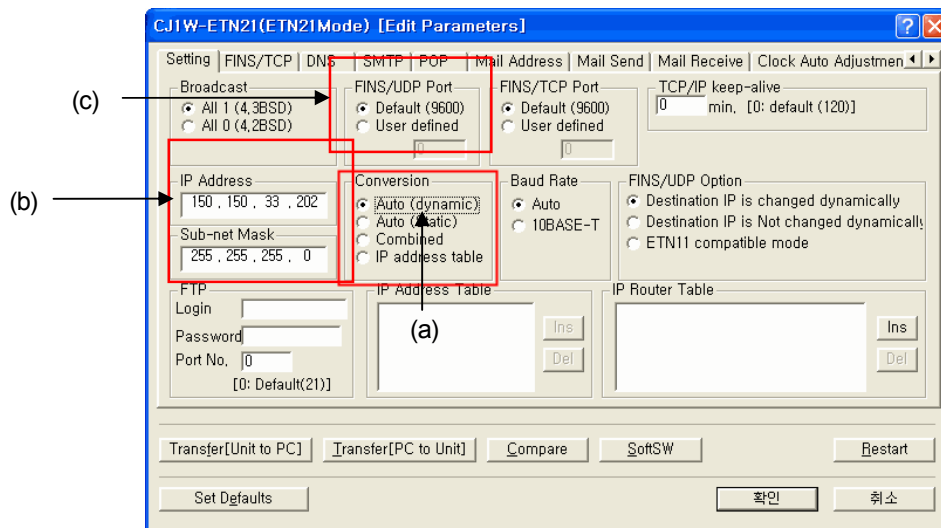 CJ1W-ETN21(ETN21Mode) [Edit Parameters]
Setting FINS/TCP DNS SMTP POP Mail Address Mail Send Mail Receive Clock Auto Adjustmen
(c)
Broadcast
All 1 (4,3BSD)
All 0 (4,2BSD)
FINS/UDP Port
Default (9600)
User defined
0
FINS/TCP Port
Default (9600)
User defined
0
TCP/IP keep-alive
0 min, [0: default (120)]
(b)
IP Address
150 , 150 , 33 , 202
Sub-net Mask
255 , 255 , 255 , 0
Conversion
Auto (dynamic)
Auto (Static)
Combined
IP address table
(a)
Baud Rate
Auto
10BASE-T
FINS/UDP Option
Destination IP is changed dynamically
Destination IP is Not changed dynamically
ETN11 compatible mode
FTP
Login
Password
Port No, 0
[0: Default(21)]
IP Address Table
Ins
Del
IP Router Table
Ins
Del
Transfer[Unit to PC] Transfer[PC to Unit] Compare SoftSW Restart
Set Defaults 확인 취소